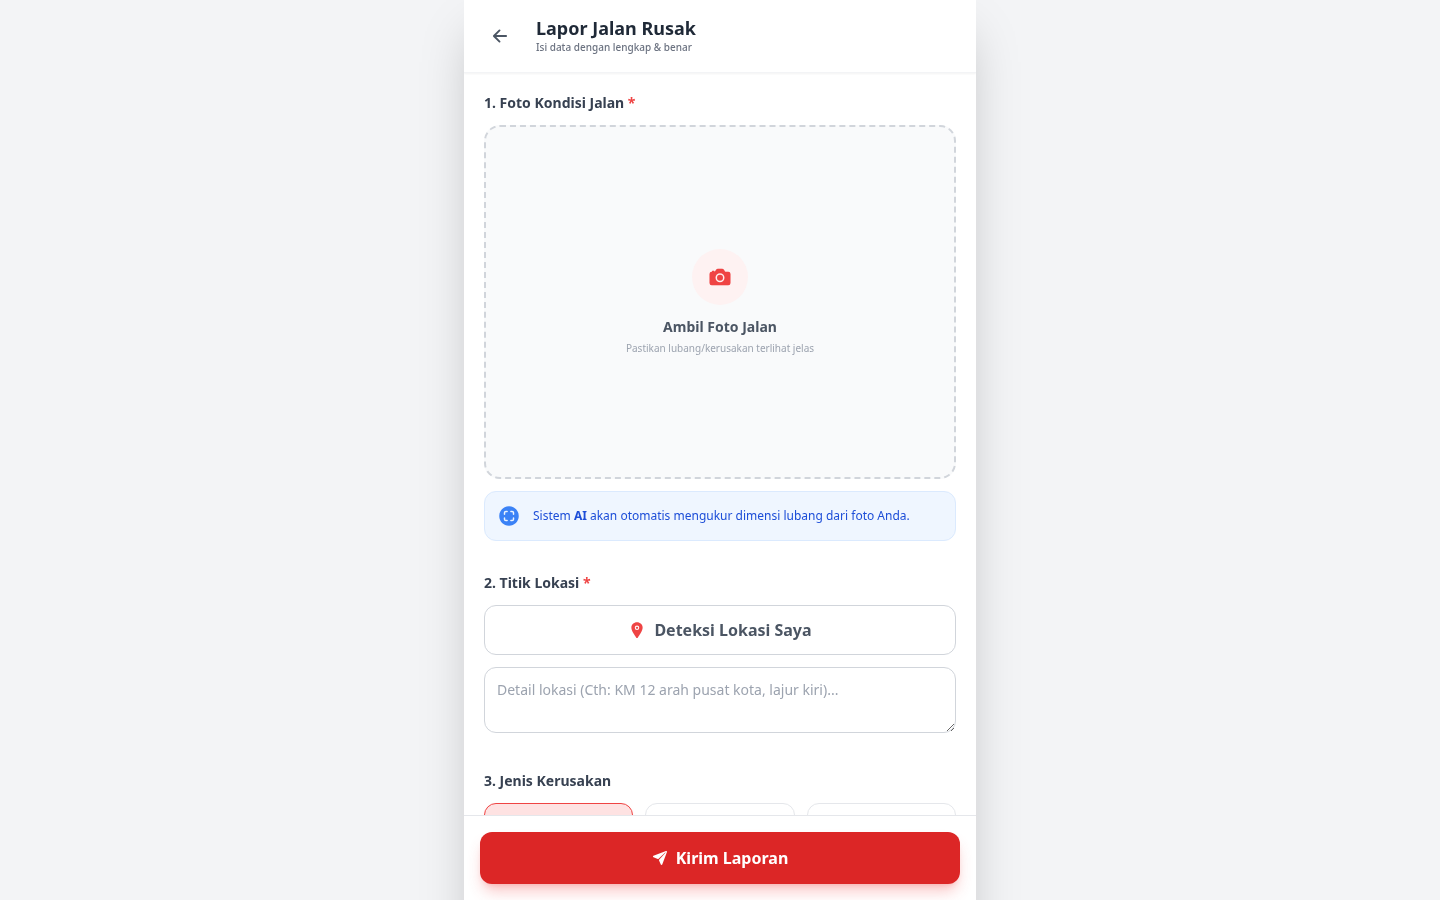 Lapor Jalan Rusak
Isi data dengan lengkap & benar
1. Foto Kondisi Jalan *
Ambil Foto Jalan
Pastikan lubang/kerusakan terlihat jelas
Sistem AI akan otomatis mengukur dimensi lubang dari foto Anda.
2. Titik Lokasi *
Deteksi Lokasi Saya
Detail lokasi (Cth: KM 12 arah pusat kota, lajur kiri)...
3. Jenis Kerusakan
Kirim Laporan